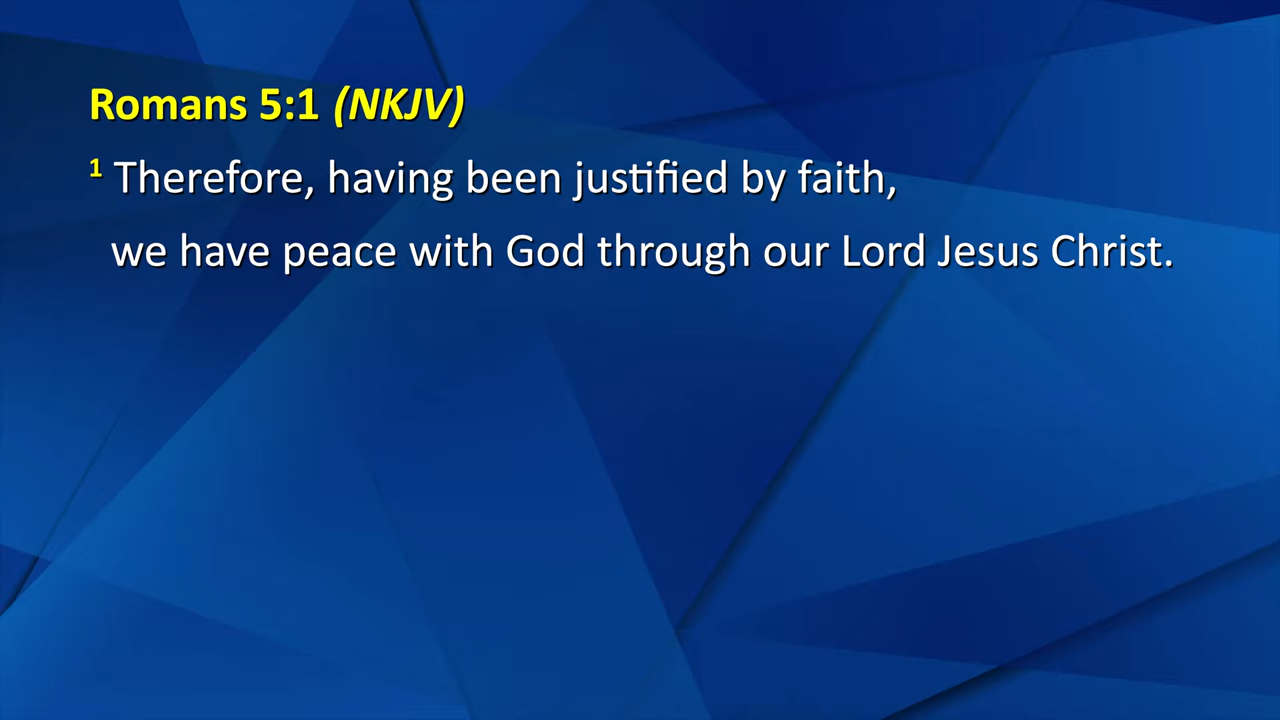 Romans 5:1 (NKJV)
1 Therefore, having been justified by faith,
we have peace with God through our Lord Jesus Christ.